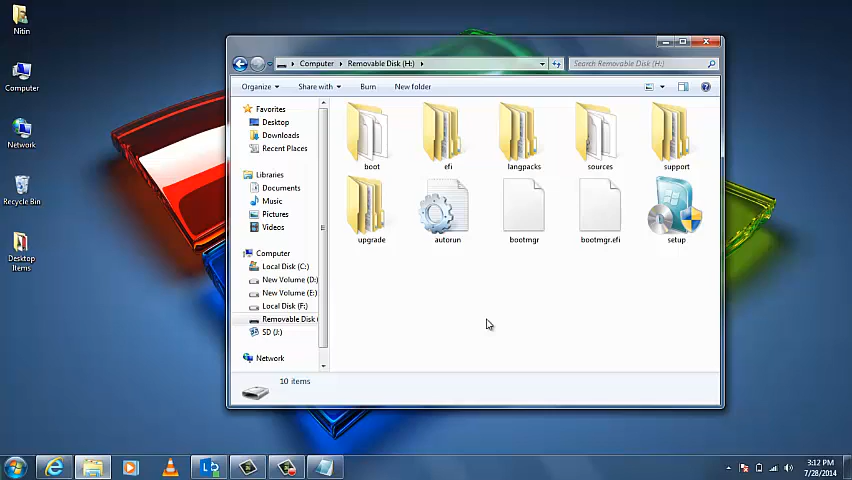 Nitin
Computer
Network
Recycle Bin
Desktop
Items
Computer
Removable Disk (H:)
Search Removable Disk (H:)
Organize
Share with
Burn
New folder
Favorites
Desktop
Downloads
Recent Places
Libraries
Documents
Music
Pictures
Videos
Computer
Local Disk (C:)
New Volume (D:
New Volume (E:)
Local Disk (F:)
Removable Disk (
SD (J:)
Network
boot
efi
langpacks
sources
support
upgrade
autorun
bootmgr
bootmgr.efi
setup
10 items
3:12 PM
7/28/2014